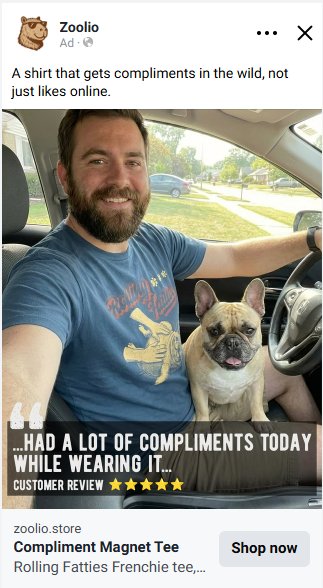 Zoolio
Ad ·
A shirt that gets compliments in the wild, not
just likes online.
“
...HAD A LOT OF COMPLIMENTS TODAY
WHILE WEARING IT...
CUSTOMER REVIEW ⭐⭐⭐⭐⭐
zoolio.store
Compliment Magnet Tee
Rolling Fatties Frenchie tee,...
Shop now